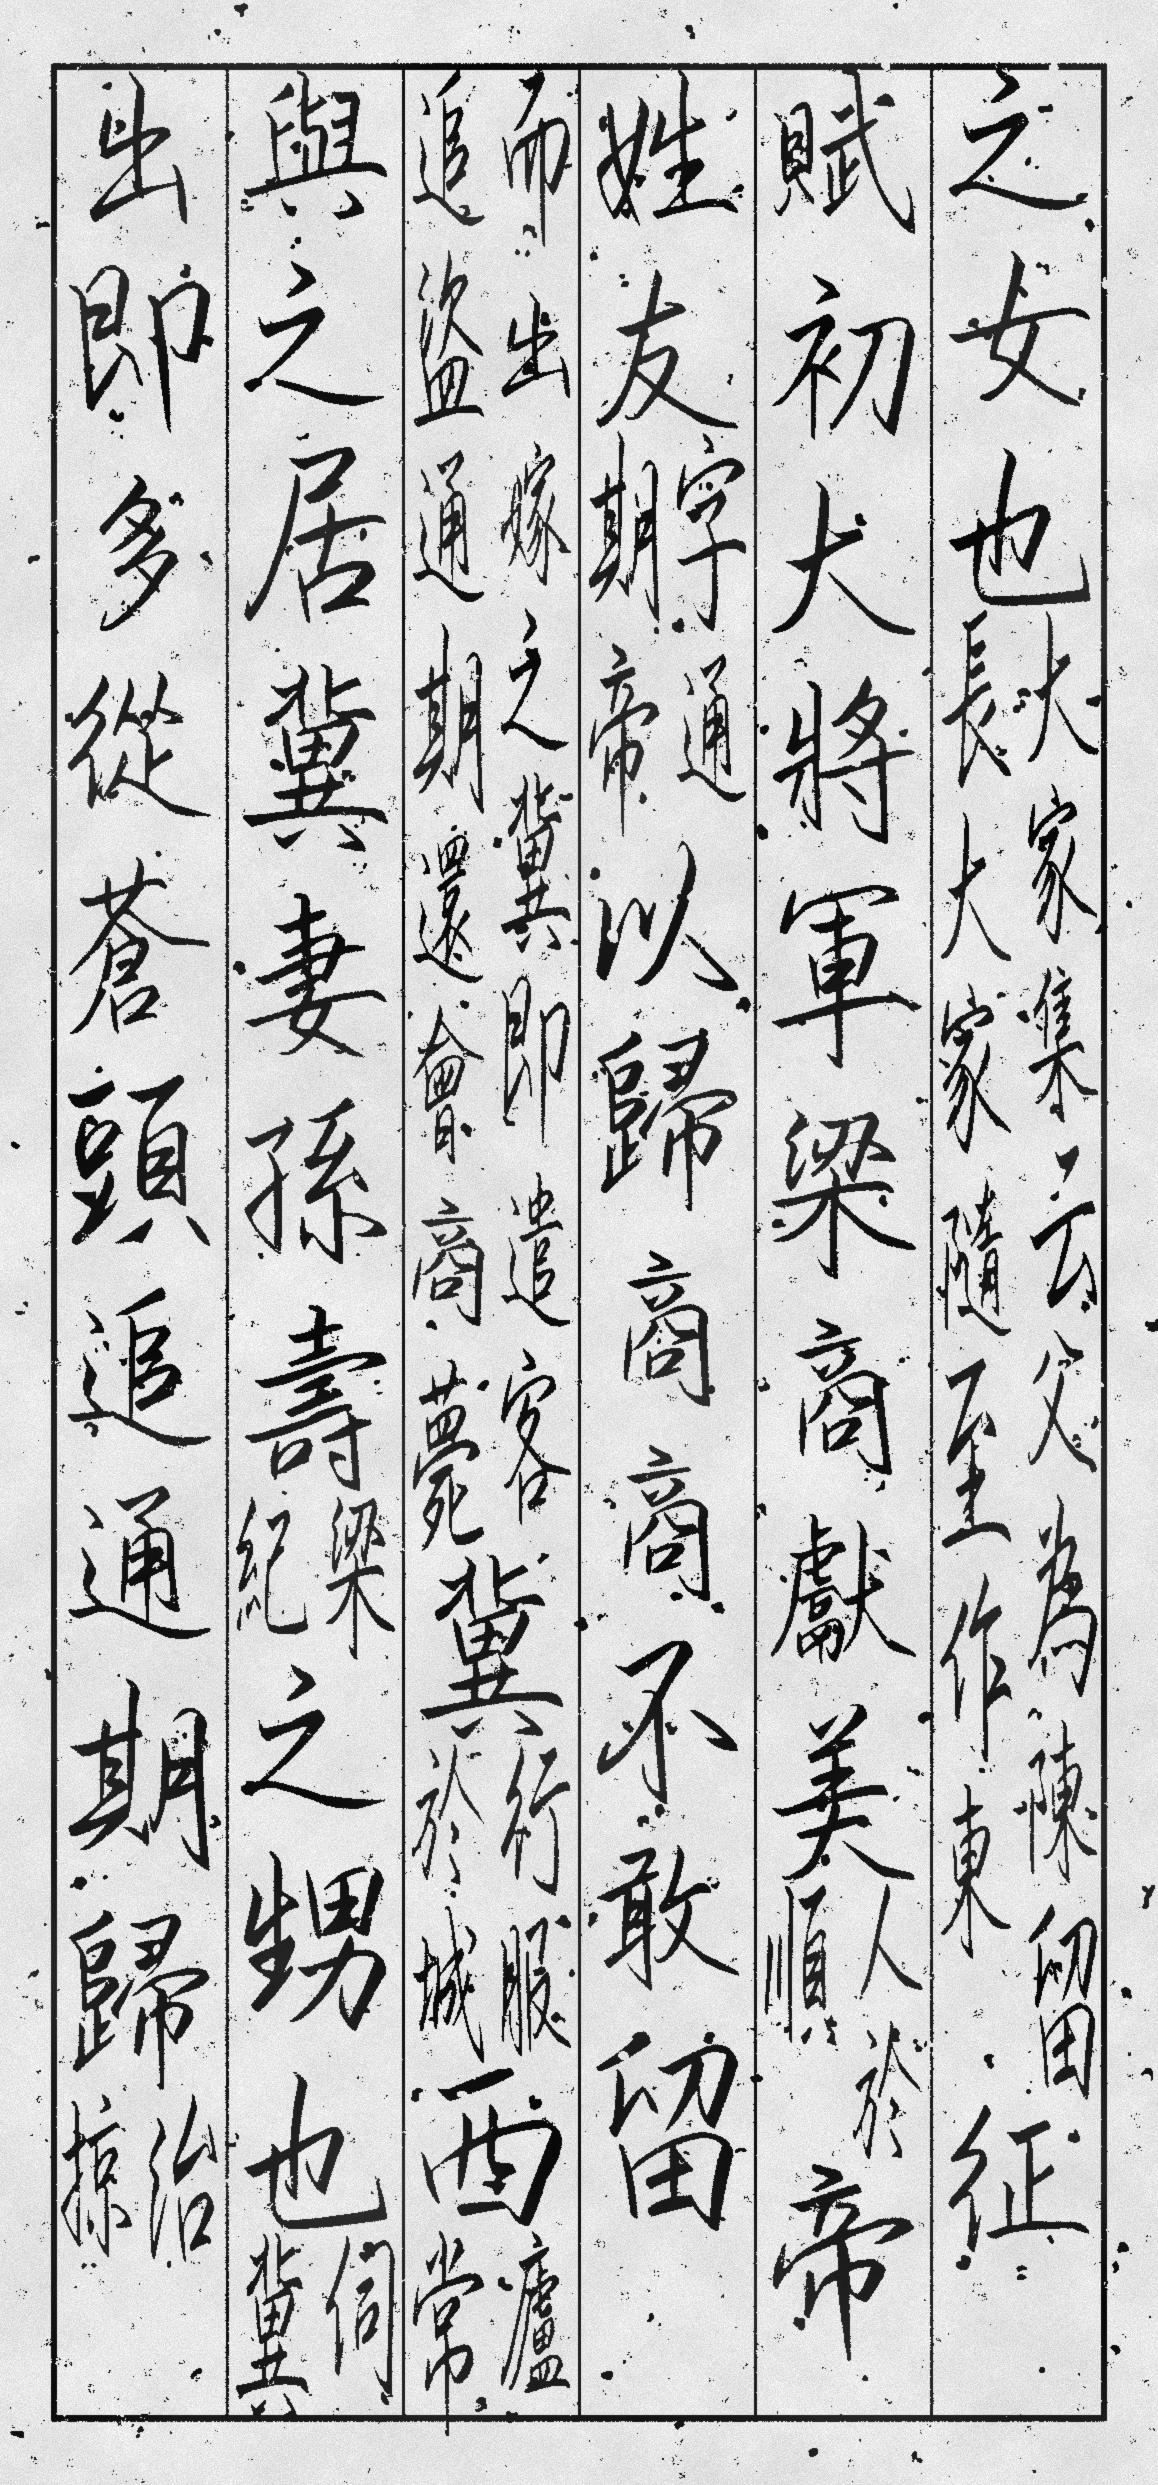 之女也大家集云父為陳留長大家隨至作東征
賦初大將軍梁商獻美人於順帝
姓友字通期帝以歸商商不敢留
而出嫁之冀即遣客追盜通期還會商薨冀行服於城西廬常
與之居冀妻孫壽梁紀之甥也伺冀
出即多從蒼頭追通期歸治掠